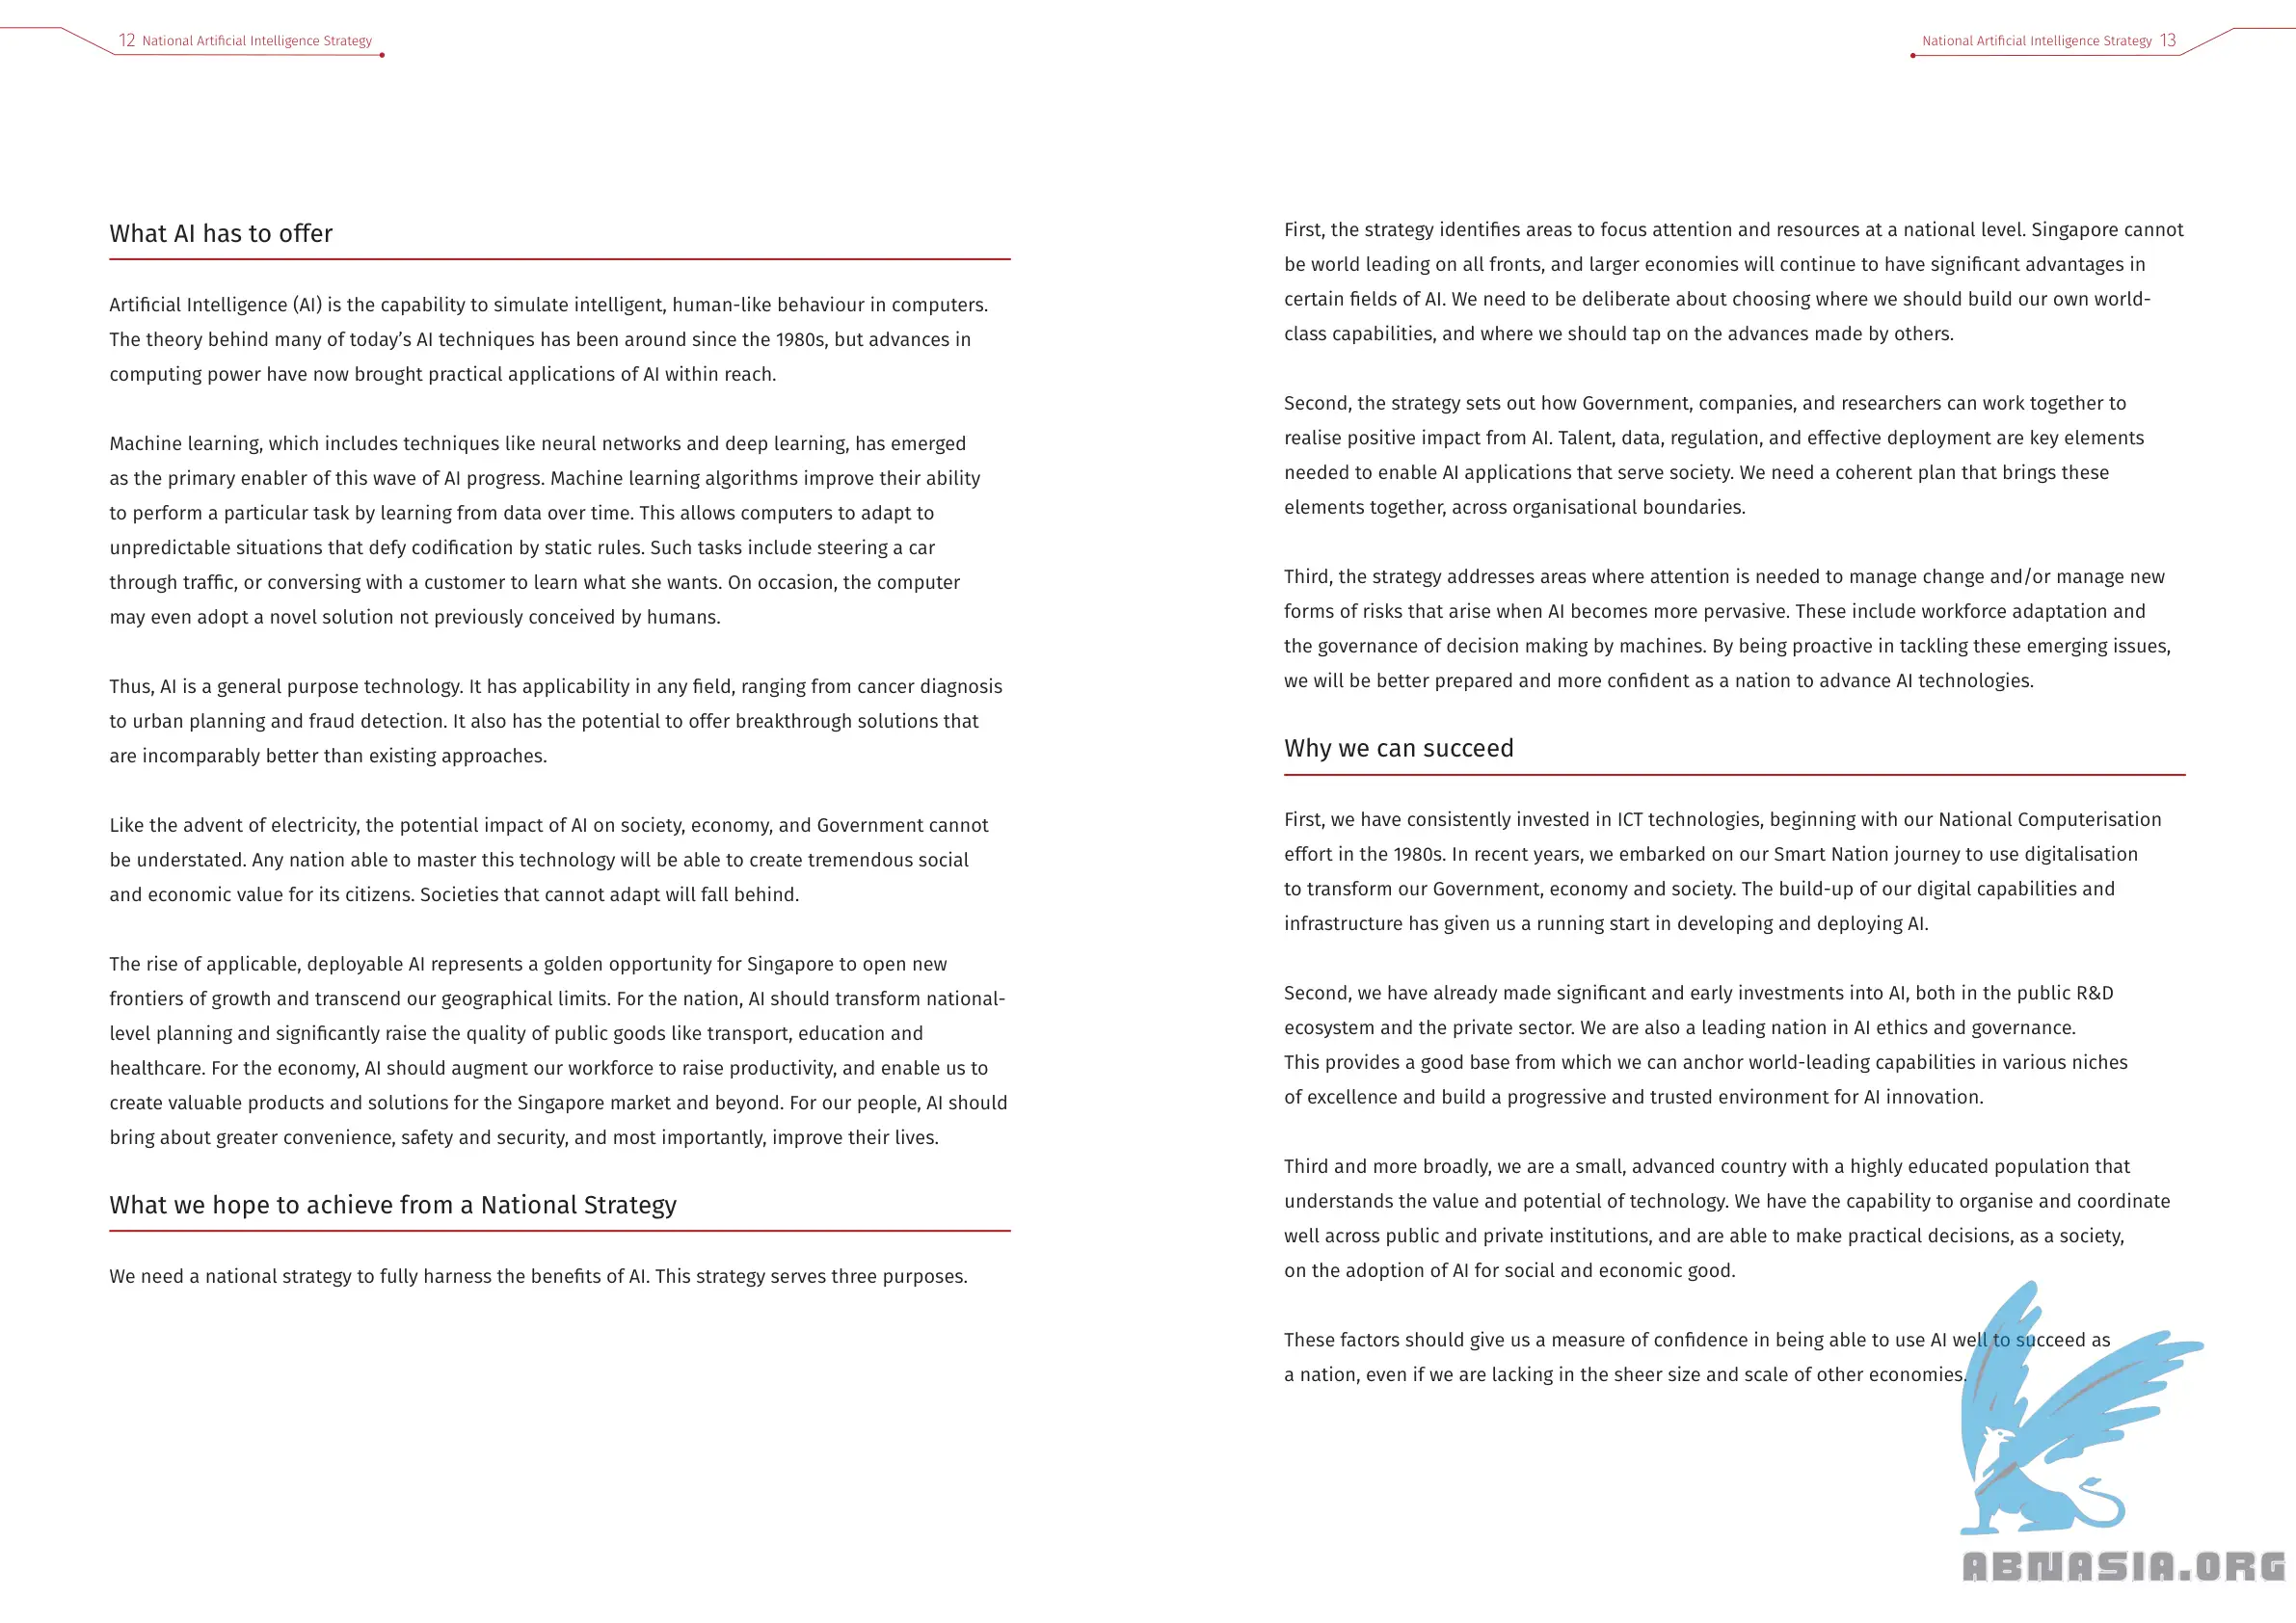 12 National Artificial Intelligence Strategy
What AI has to offer
Artificial Intelligence (AI) is the capability to simulate intelligent, human-like behaviour in computers.
The theory behind many of today’s AI techniques has been around since the 1980s, but advances in
computing power have now brought practical applications of AI within reach.
Machine learning, which includes techniques like neural networks and deep learning, has emerged
as the primary enabler of this wave of AI progress. Machine learning algorithms improve their ability
to perform a particular task by learning from data over time. This allows computers to adapt to
unpredictable situations that defy codification by static rules. Such tasks include steering a car
through traffic, or conversing with a customer to learn what she wants. On occasion, the computer
may even adopt a novel solution not previously conceived by humans.
Thus, AI is a general purpose technology. It has applicability in any field, ranging from cancer diagnosis
to urban planning and fraud detection. It also has the potential to offer breakthrough solutions that
are incomparably better than existing approaches.
Like the advent of electricity, the potential impact of AI on society, economy, and Government cannot
be understated. Any nation able to master this technology will be able to create tremendous social
and economic value for its citizens. Societies that cannot adapt will fall behind.
The rise of applicable, deployable AI represents a golden opportunity for Singapore to open new
frontiers of growth and transcend our geographical limits. For the nation, AI should transform national-
level planning and significantly raise the quality of public goods like transport, education and
healthcare. For the economy, AI should augment our workforce to raise productivity, and enable us to
create valuable products and solutions for the Singapore market and beyond. For our people, AI should
bring about greater convenience, safety and security, and most importantly, improve their lives.
What we hope to achieve from a National Strategy
We need a national strategy to fully harness the benefits of AI. This strategy serves three purposes.
National Artificial Intelligence Strategy 13
First, the strategy identifies areas to focus attention and resources at a national level. Singapore cannot
be world leading on all fronts, and larger economies will continue to have significant advantages in
certain fields of AI. We need to be deliberate about choosing where we should build our own world-
class capabilities, and where we should tap on the advances made by others.
Second, the strategy sets out how Government, companies, and researchers can work together to
realise positive impact from AI. Talent, data, regulation, and effective deployment are key elements
needed to enable AI applications that serve society. We need a coherent plan that brings these
elements together, across organisational boundaries.
Third, the strategy addresses areas where attention is needed to manage change and/or manage new
forms of risks that arise when AI becomes more pervasive. These include workforce adaptation and
the governance of decision making by machines. By being proactive in tackling these emerging issues,
we will be better prepared and more confident as a nation to advance AI technologies.
Why we can succeed
First, we have consistently invested in ICT technologies, beginning with our National Computerisation
effort in the 1980s. In recent years, we embarked on our Smart Nation journey to use digitalisation
to transform our Government, economy and society. The build-up of our digital capabilities and
infrastructure has given us a running start in developing and deploying AI.
Second, we have already made significant and early investments into AI, both in the public R&D
ecosystem and the private sector. We are also a leading nation in AI ethics and governance.
This provides a good base from which we can anchor world-leading capabilities in various niches
of excellence and build a progressive and trusted environment for AI innovation.
Third and more broadly, we are a small, advanced country with a highly educated population that
understands the value and potential of technology. We have the capability to organise and coordinate
well across public and private institutions, and are able to make practical decisions, as a society,
on the adoption of AI for social and economic good.
These factors should give us a measure of confidence in being able to use AI well to succeed as
a nation, even if we are lacking in the sheer size and scale of other economies.
ABNASIA.ORG